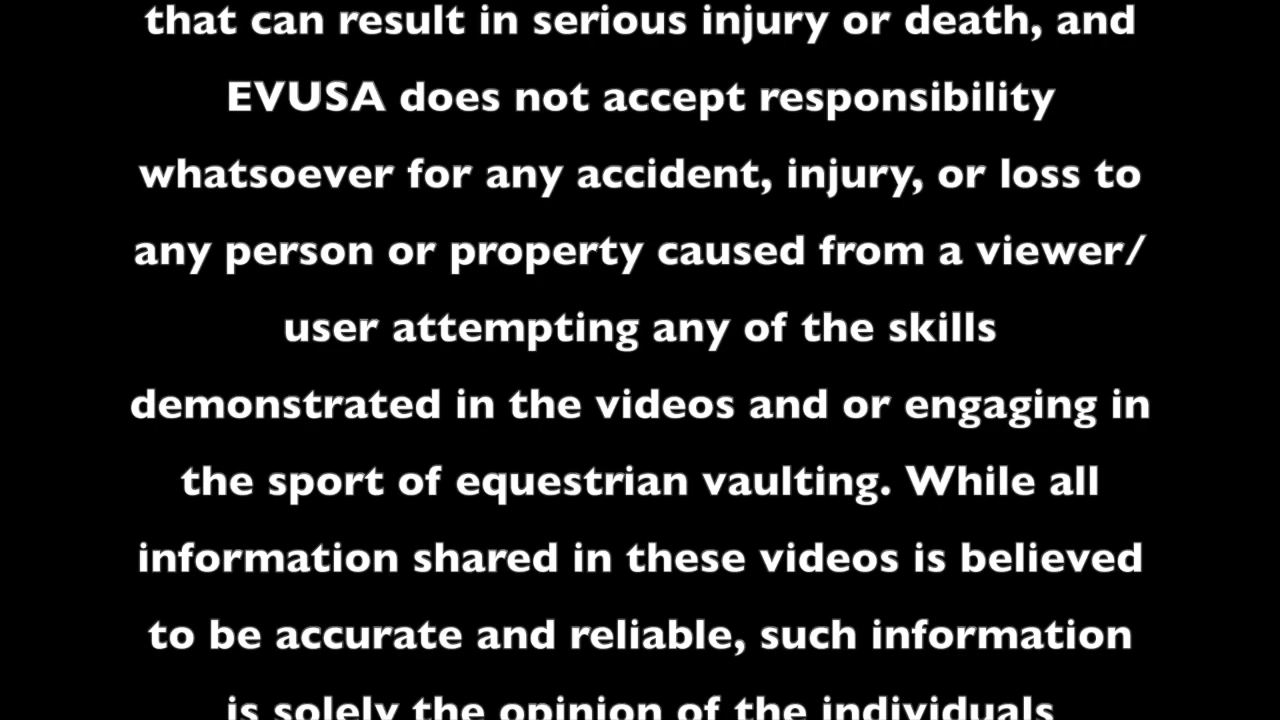 that can result in serious injury or death, and
EVUSA does not accept responsibility
whatsoever for any accident, injury, or loss to
any person or property caused from a viewer/
user attempting any of the skills
demonstrated in the videos and or engaging in
the sport of equestrian vaulting. While all
information shared in these videos is believed
to be accurate and reliable, such information
is solely the opinion of the individuals